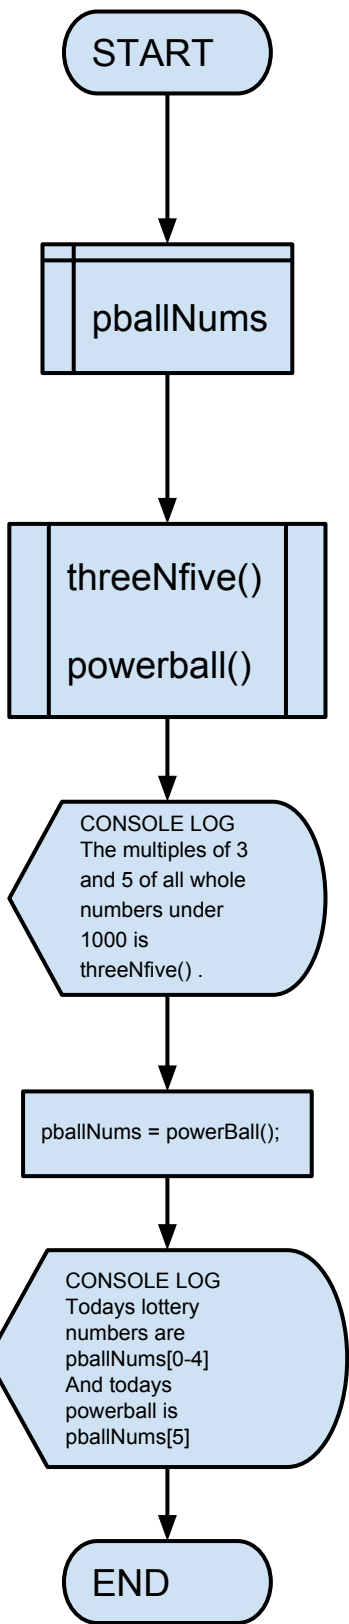 START
pballNums
threeNfive()
powerball()
CONSOLE LOG
The multiples of 3
and 5 of all whole
numbers under
1000 is
threeNfive() .
pballNums = powerBall();
CONSOLE LOG
Todays lottery
numbers are
pballNums[0-4]
And todays
powerball is
pballNums[5]
END